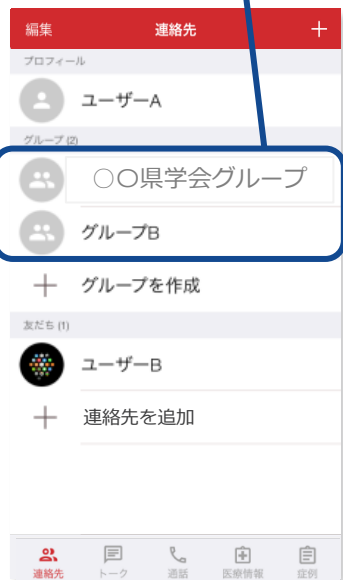 編集
連絡先
プロフィール
ユーザーA
グループ (2)
○〇県学会グループ
グループB
グループを作成
友だち (1)
ユーザーB
連絡先を追加
連絡先
トーク
通話
医療情報
症例